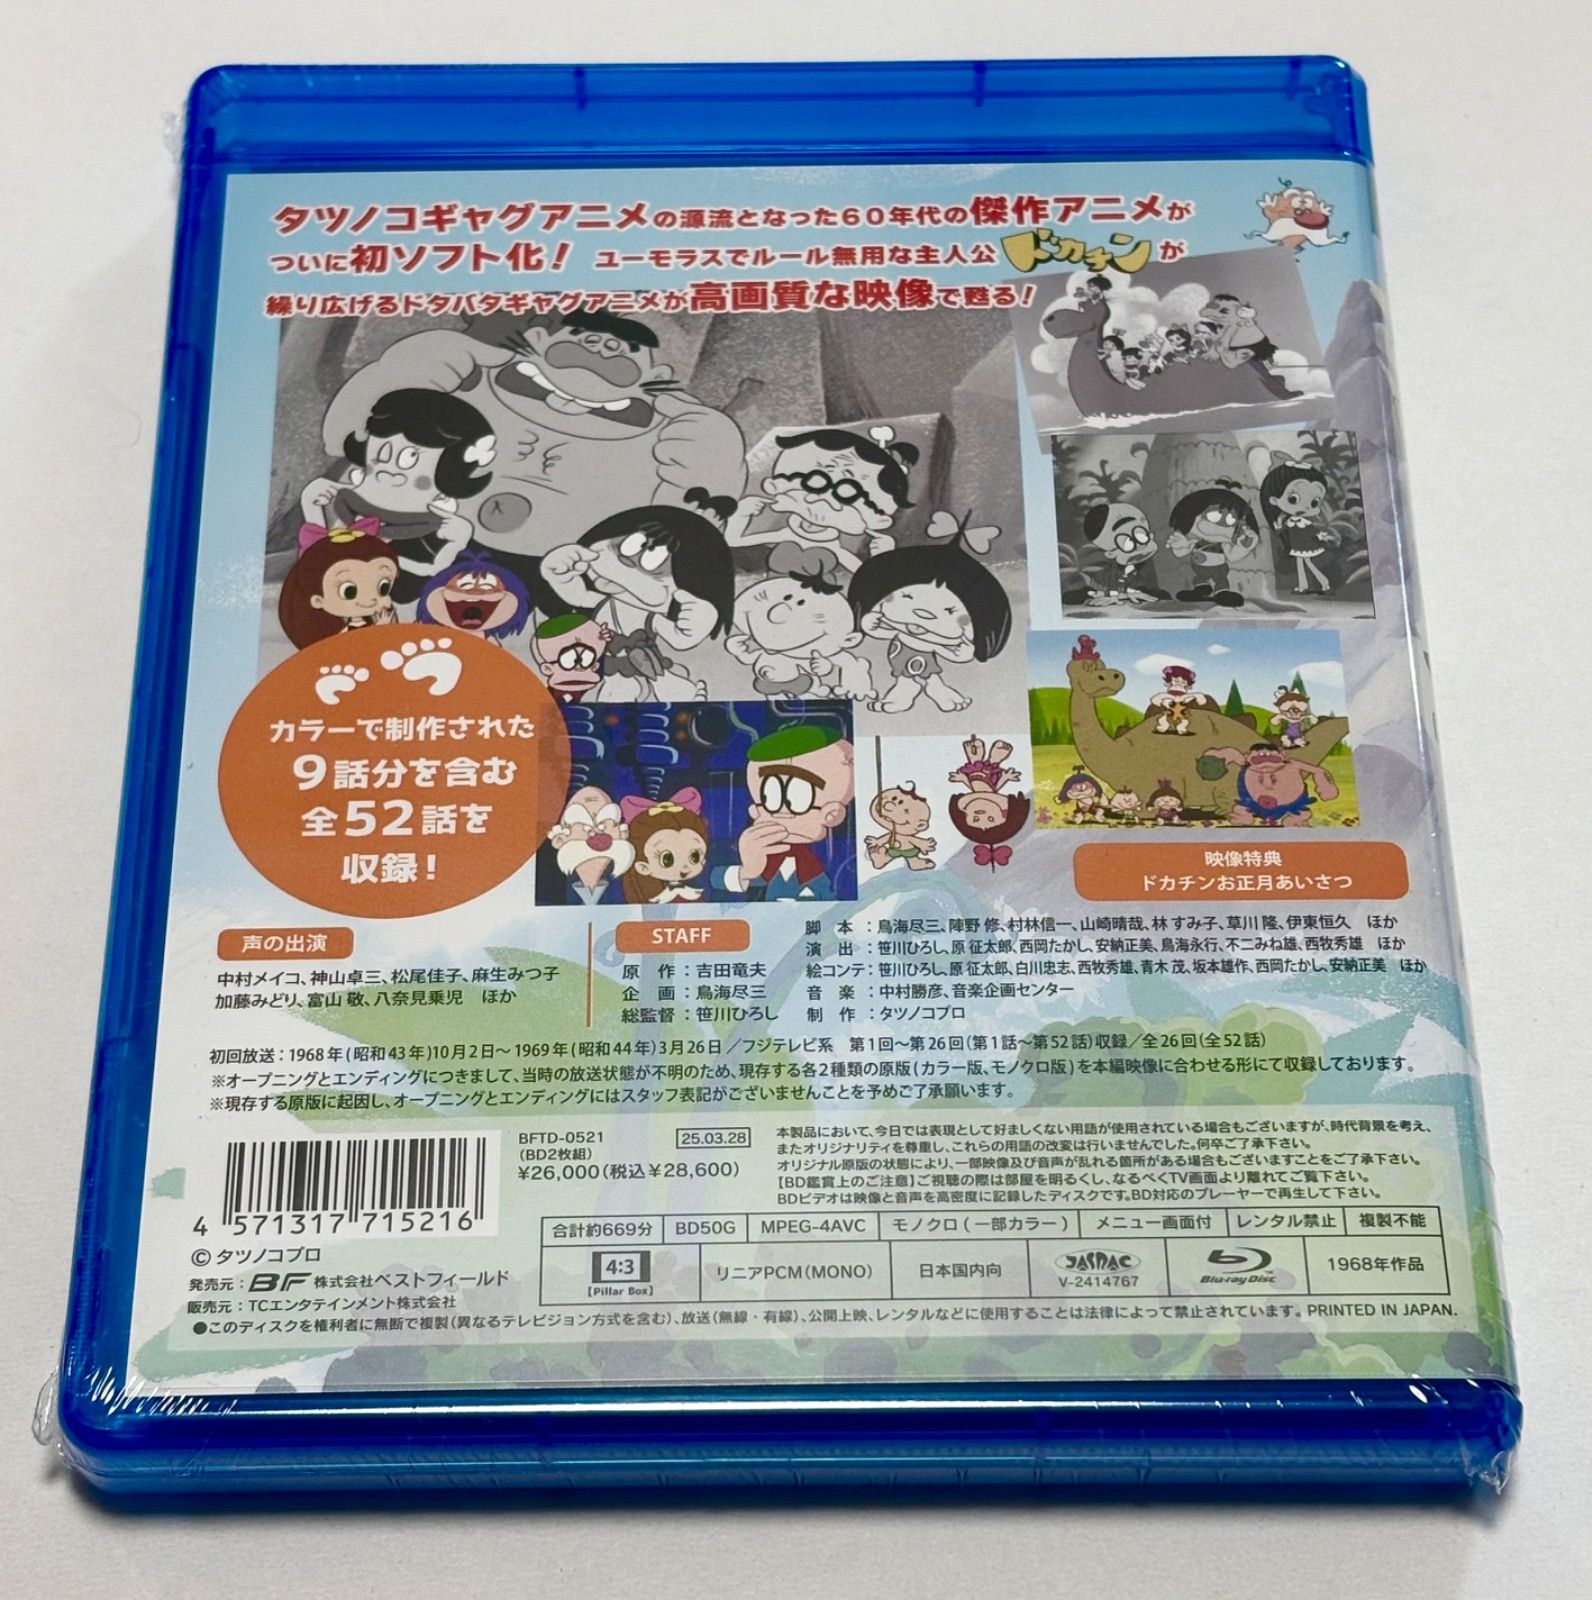 タツノコギャグアニメの源流となった60年代の傑作アニメが
ついに初ソフト化！ ユーモラスでルール無用な主人公ドカチンが
繰り広げるドタバタギャグアニメが高画質な映像で甦る！
カラーで制作された
9話分を含む
全52話を
収録！
映像特典
ドカチンお正月あいさつ
声の出演
中村メイコ、神山卓三、松尾佳子、麻生みつ子
加藤みどり、富山 敬、八奈見乗児 ほか
STAFF
原 作：吉田竜夫
企 画：鳥海尽三
総監督：笹川ひろし
脚 本：鳥海尽三、陣野 修、村林信一、山崎晴哉、林 すみ子、草川 隆、伊東恒久 ほか
演 出：笹川ひろし、原 征太郎、西岡たかし、安納正美、鳥海永行、不二みね雄、西牧秀雄 ほか
絵コンテ：笹川ひろし、原 征太郎、白川忠志、西牧秀雄、青木 茂、坂本雄作、西岡たかし、安納正美 ほか
音 楽：中村勝彦、音楽企画センター
制 作：タツノコプロ
初回放送：1968年(昭和43年)10月2日～1969年(昭和44年)3月26日／フジテレビ系 第1回～第26回(第1話～第52話)収録／全26回(全52話)
※オープニングとエンディングにつきまして、当時の放送状態が不明のため、現存する各2種類の原版(カラー版、モノクロ版)を本編映像に合わせる形にて収録しております。
※現存する原版に起因し、オープニングとエンディングにはスタッフ表記がございませんことを予めご了承願います。
4 571317 715216
BFTD-0521
(BD2枚組)
25.03.28
¥26,000(税込¥28,600)
本製品において、今日では表現として好ましくない用語が使用されている場合もございますが、時代背景を考え、
またオリジナリティを尊重し、これらの用語の改変は行いませんでした。何卒ご了承下さい。
オリジナル原版の状態により、一部映像及び音声が乱れる箇所がある場合もございますことをご了承下さい。
【BD鑑賞上のご注意】ご視聴の際は部屋を明るくし、なるべくTV画面より離れてご覧下さい。
BDビデオは映像と音声を高密度に記録したディスクです。BD対応のプレーヤーで再生して下さい。
合計約669分 BD50G MPEG-4AVC モノクロ(一部カラー) メニュー画面付 レンタル禁止 複製不能
4:3
【Pillar Box】
リニアPCM(MONO)
日本国内向
JASRAC
V-2414767
Blu-ray Disc
1968年作品
© タツノコプロ
発売元：BF 株式会社ベストフィールド
販売元：TCエンタテインメント株式会社
●このディスクを権利者に無断で複製(異なるテレビジョン方式を含む)、放送(無線・有線)、公開上映、レンタルなどに使用することは法律によって禁止されています。PRINTED IN JAPAN.